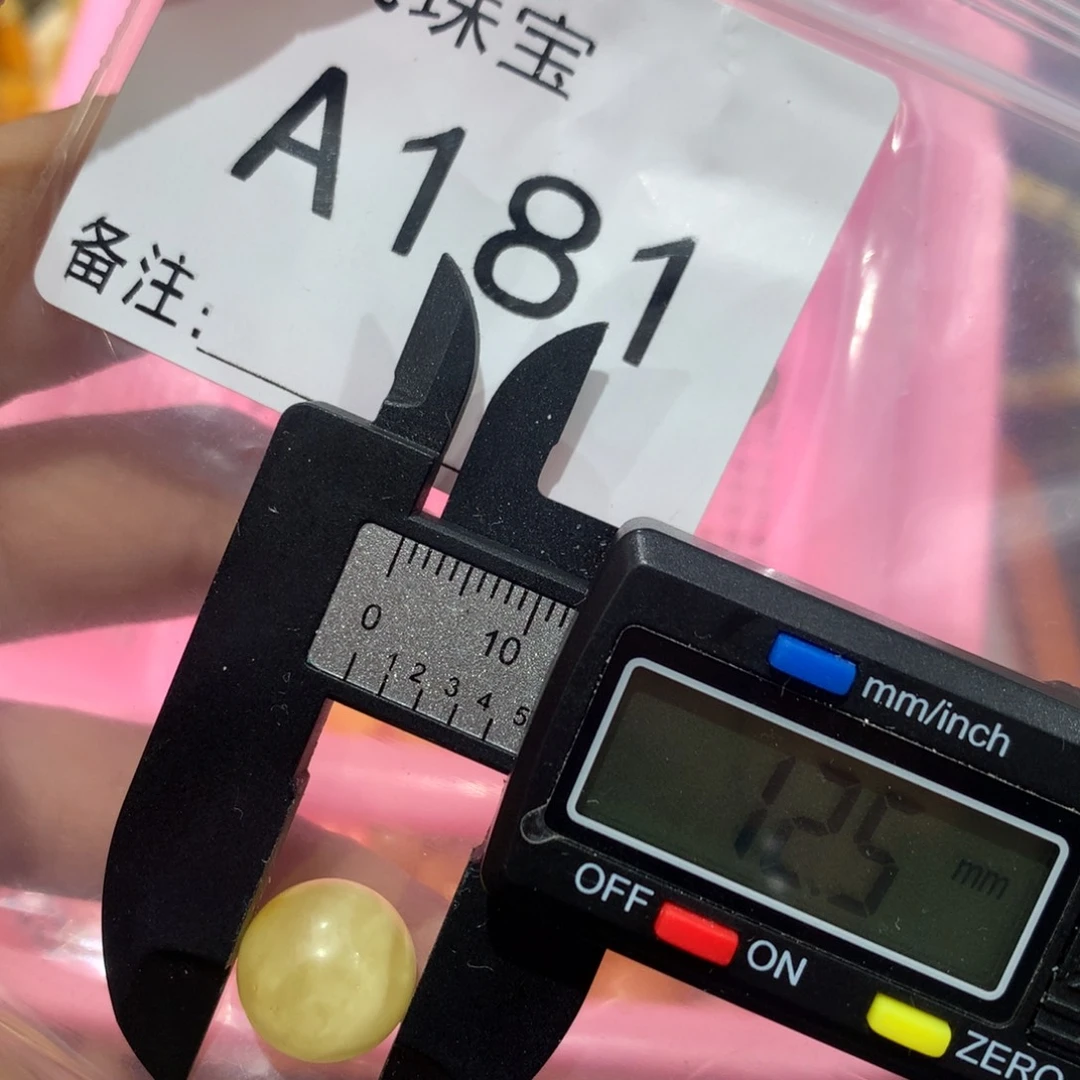 珠宝
A181
备注:
0 10
1 2 3 4 5
mm/inch
12.5 mm
OFF
ON
ZERO